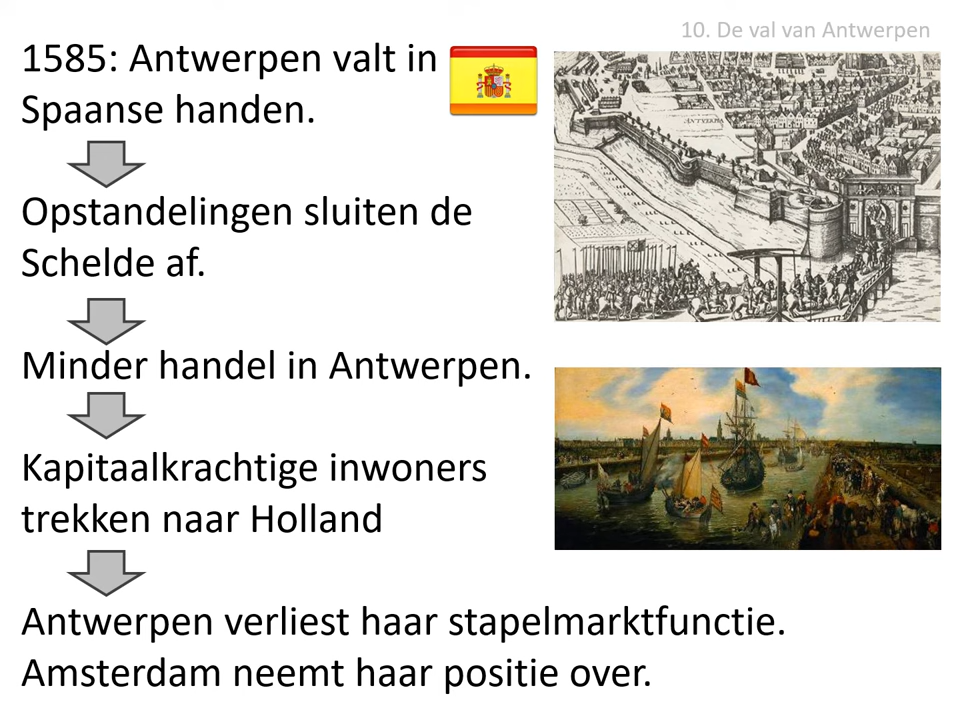 10. De val van Antwerpen
1585: Antwerpen valt in
Spaanse handen.
ANTVERPIA
Opstandelingen sluiten de
Schelde af.
Minder handel in Antwerpen.
Kapitaalkrachtige inwoners
trekken naar Holland
Antwerpen verliest haar stapelmarktfunctie.
Amsterdam neemt haar positie over.